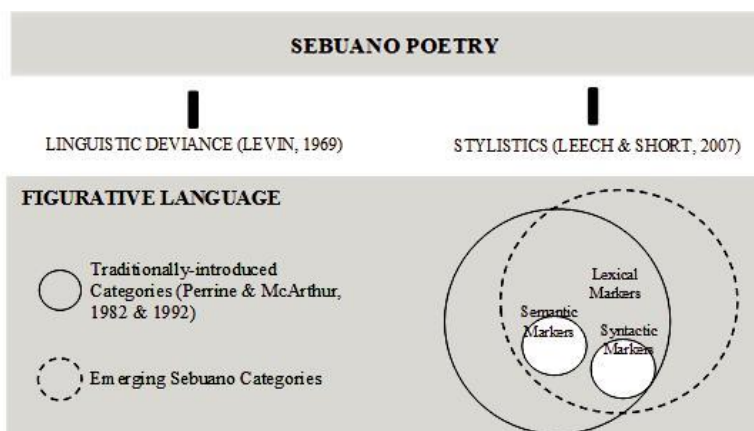 SEBUANO POETRY
LINGUISTIC DEVIANCE (LEVIN, 1969)
STYLISTICS (LEECH & SHORT, 2007)
FIGURATIVE LANGUAGE
Traditionally-introduced
Categories (Perrine & McArthur,
1982 & 1992)
Emerging Sebuano Categories
Lexical
Markers
Semantic
Markers
Syntactic
Markers